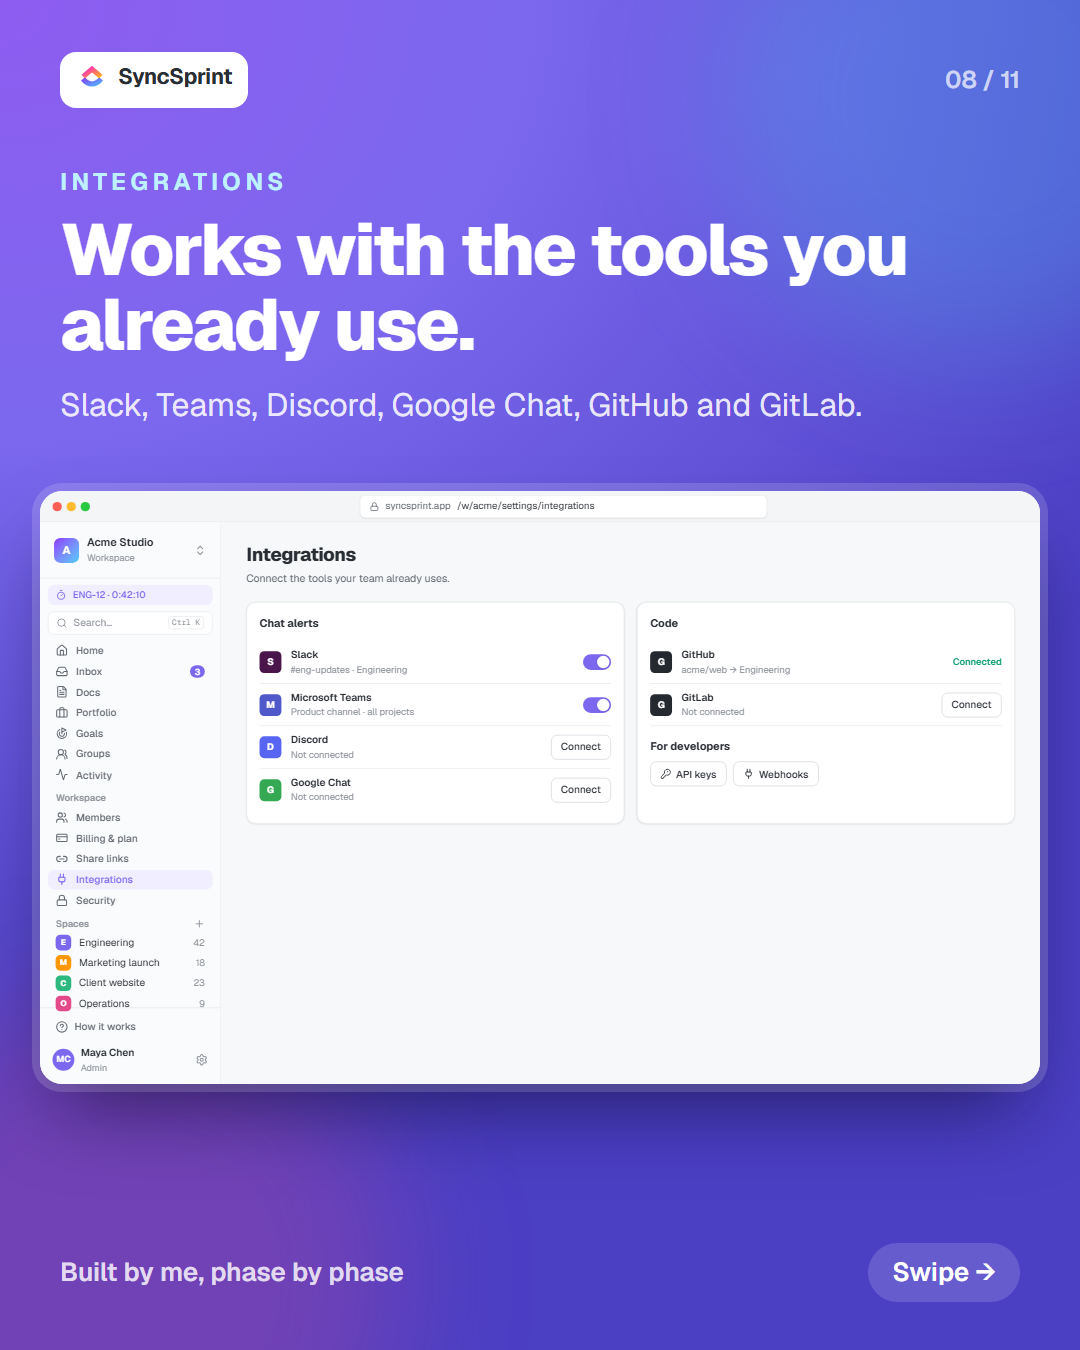 SyncSprint
08 / 11
INTEGRATIONS
Works with the tools you
already use.
Slack, Teams, Discord, Google Chat, GitHub and GitLab.
syncsprint.app /w/acme/settings/integrations
A
Acme Studio
Workspace
ENG-12 · 0:42:10
Search...
Ctrl K
Home
Inbox
3
Docs
Portfolio
Goals
Groups
Activity
Workspace
Members
Billing & plan
Share links
Integrations
Security
Spaces
E Engineering 42
M Marketing launch 18
C Client website 23
O Operations 9
How it works
MC
Maya Chen
Admin
Integrations
Connect the tools your team already uses.
Chat alerts
S
Slack
#eng-updates · Engineering
M
Microsoft Teams
Product channel · all projects
D
Discord
Not connected
Connect
G
Google Chat
Not connected
Connect
Code
G
GitHub
acme/web → Engineering
Connected
G
GitLab
Not connected
Connect
For developers
API keys
Webhooks
Built by me, phase by phase
Swipe →